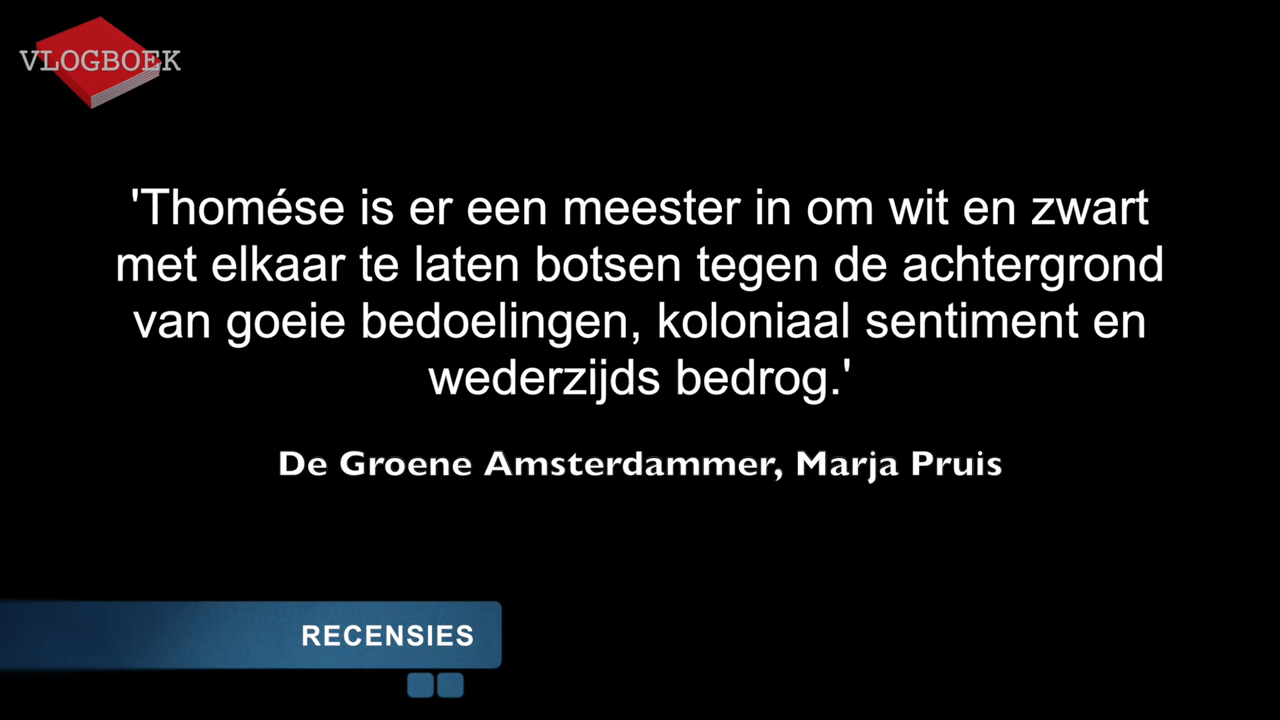 VLOGBOEK
'Thomése is er een meester in om wit en zwart
met elkaar te laten botsen tegen de achtergrond
van goeie bedoelingen, koloniaal sentiment en
wederzijds bedrog.'
De Groene Amsterdammer, Marja Pruis
RECENSIES